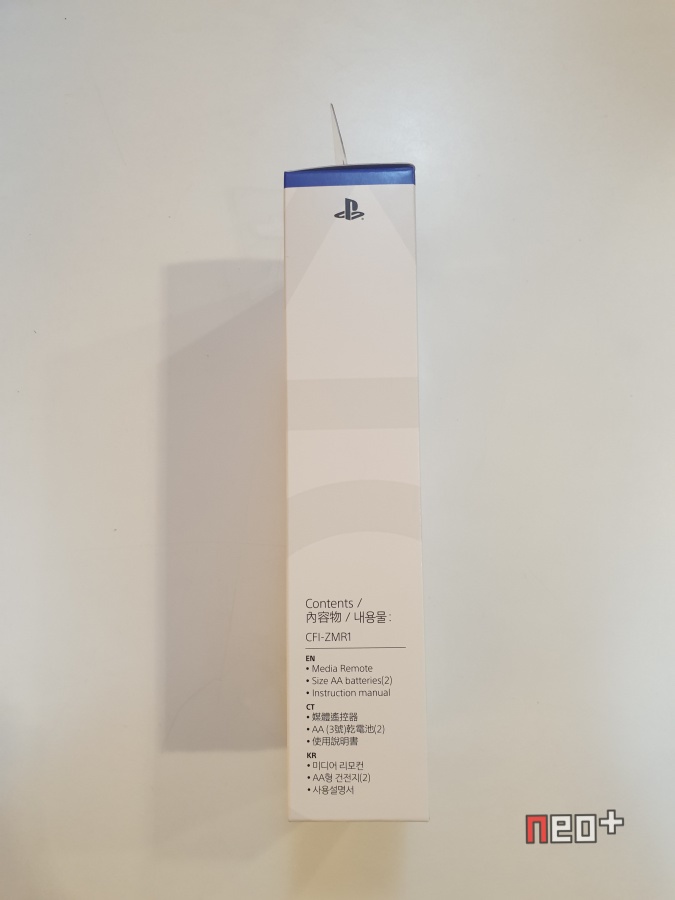 Contents /
內容物 / 내용물 :
CFI-ZMR1
EN
• Media Remote
• Size AA batteries(2)
• Instruction manual
CT
• 媒體遙控器
• AA (3號)乾電池(2)
• 使用說明書
KR
• 미디어 리모컨
• AA형 건전지(2)
• 사용설명서
neo+